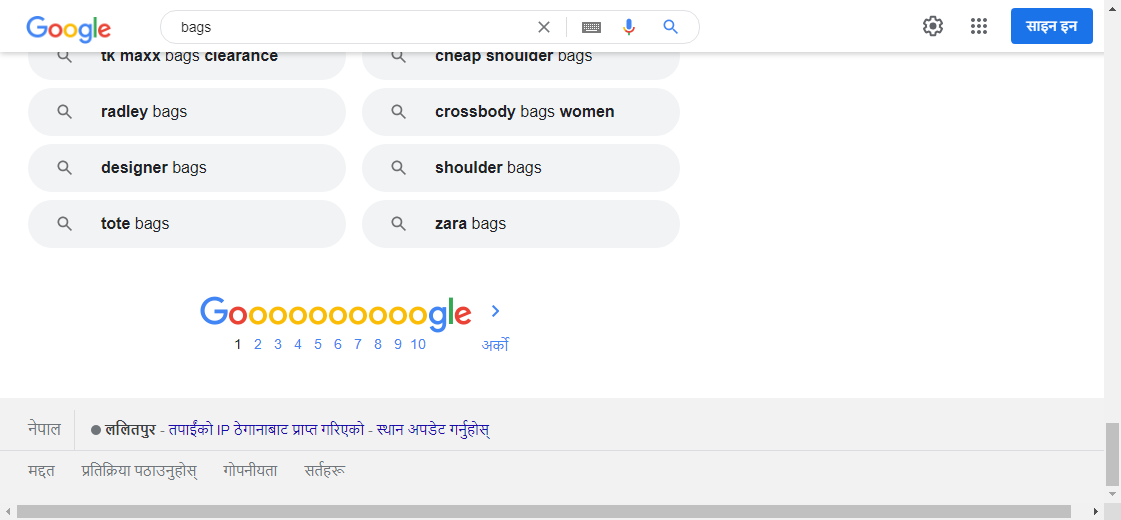 Google bags साइन इन
tk maxx bags clearance
cheap shoulder bags
radley bags
crossbody bags women
designer bags
shoulder bags
tote bags
zara bags
Goooooooooogle
1 2 3 4 5 6 7 8 9 10 अर्को
नेपाल ललितपुर - तपाईंको IP ठेगानाबाट प्राप्त गरिएको - स्थान अपडेट गर्नुहोस्
मद्दत प्रतिक्रिया पठाउनुहोस् गोपनीयता सर्तहरू